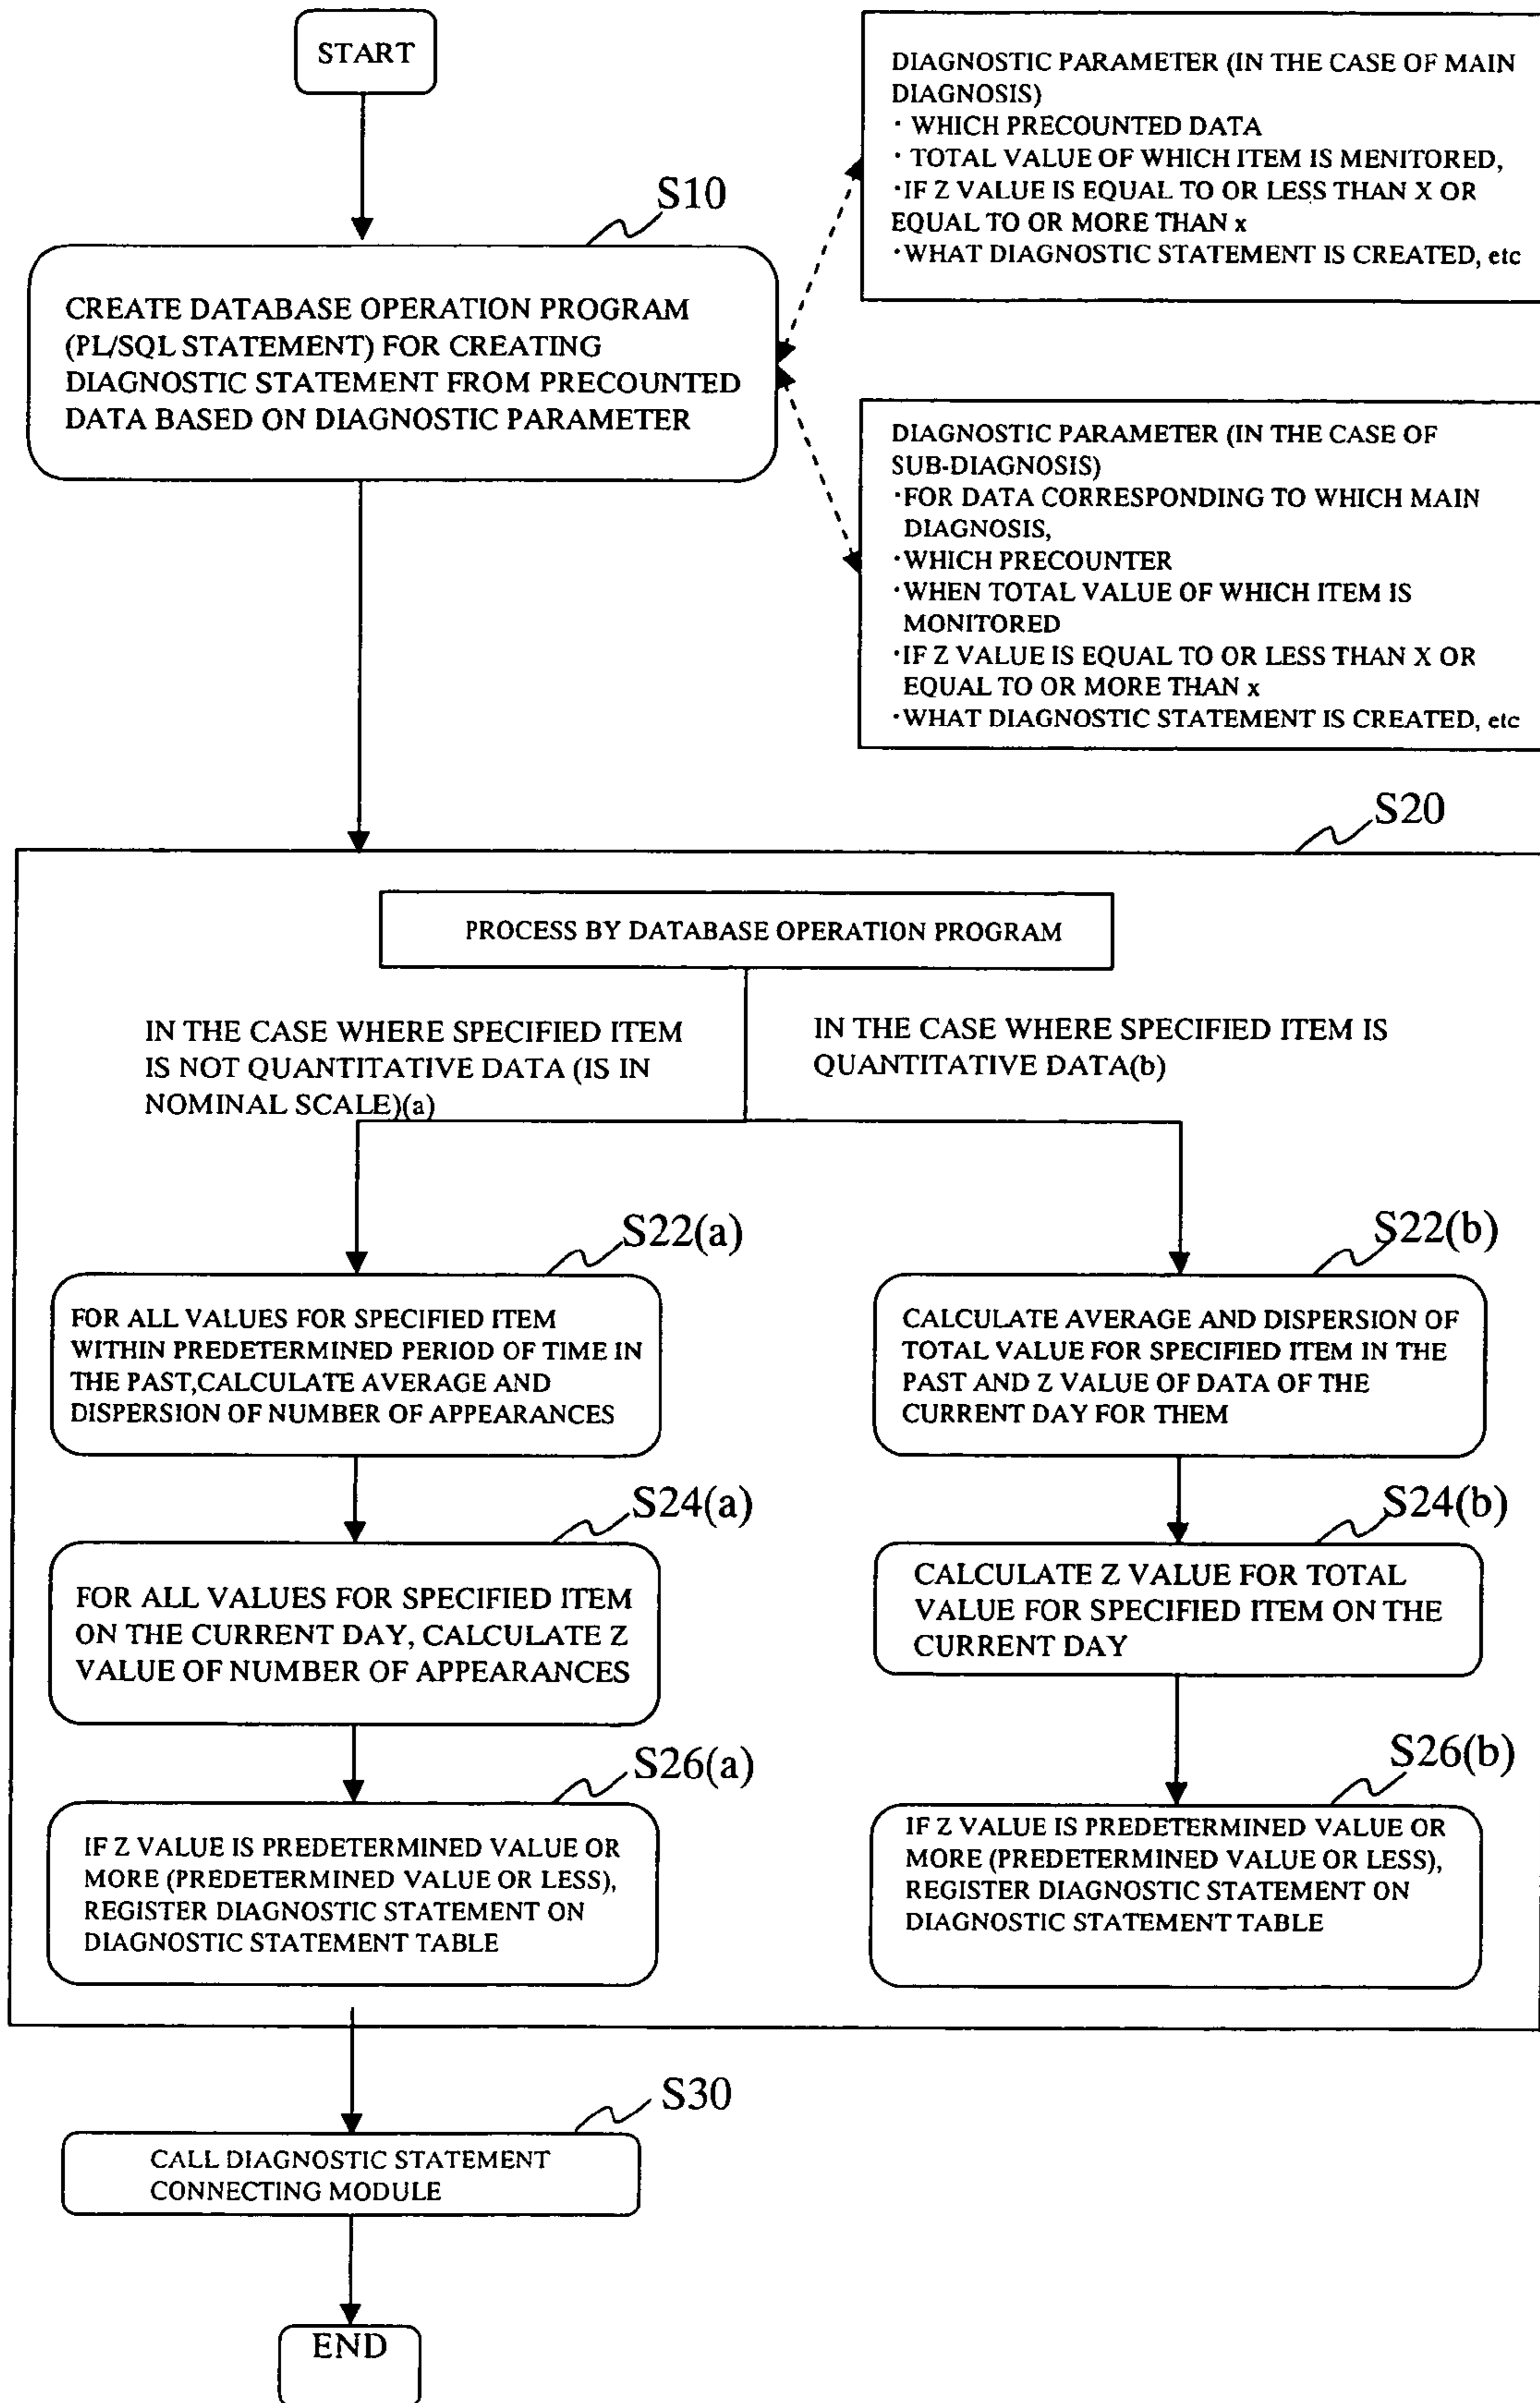 START
DIAGNOSTIC PARAMETER (IN THE CASE OF MAIN
DIAGNOSIS)
· WHICH PRECOUNTED DATA
· TOTAL VALUE OF WHICH ITEM IS MENITORED,
·IF Z VALUE IS EQUAL TO OR LESS THAN X OR
EQUAL TO OR MORE THAN x
·WHAT DIAGNOSTIC STATEMENT IS CREATED, etc
S10
CREATE DATABASE OPERATION PROGRAM
(PL/SQL STATEMENT) FOR CREATING
DIAGNOSTIC STATEMENT FROM PRECOUNTED
DATA BASED ON DIAGNOSTIC PARAMETER
DIAGNOSTIC PARAMETER (IN THE CASE OF
SUB-DIAGNOSIS)
·FOR DATA CORRESPONDING TO WHICH MAIN
DIAGNOSIS,
·WHICH PRECOUNTER
·WHEN TOTAL VALUE OF WHICH ITEM IS
MONITORED
·IF Z VALUE IS EQUAL TO OR LESS THAN X OR
EQUAL TO OR MORE THAN x
·WHAT DIAGNOSTIC STATEMENT IS CREATED, etc
S20
PROCESS BY DATABASE OPERATION PROGRAM
IN THE CASE WHERE SPECIFIED ITEM
IS NOT QUANTITATIVE DATA (IS IN
NOMINAL SCALE)(a)
IN THE CASE WHERE SPECIFIED ITEM IS
QUANTITATIVE DATA(b)
S22(a)
FOR ALL VALUES FOR SPECIFIED ITEM
WITHIN PREDETERMINED PERIOD OF TIME IN
THE PAST,CALCULATE AVERAGE AND
DISPERSION OF NUMBER OF APPEARANCES
S22(b)
CALCULATE AVERAGE AND DISPERSION OF
TOTAL VALUE FOR SPECIFIED ITEM IN THE
PAST AND Z VALUE OF DATA OF THE
CURRENT DAY FOR THEM
S24(a)
FOR ALL VALUES FOR SPECIFIED ITEM
ON THE CURRENT DAY, CALCULATE Z
VALUE OF NUMBER OF APPEARANCES
S24(b)
CALCULATE Z VALUE FOR TOTAL
VALUE FOR SPECIFIED ITEM ON THE
CURRENT DAY
S26(a)
IF Z VALUE IS PREDETERMINED VALUE OR
MORE (PREDETERMINED VALUE OR LESS),
REGISTER DIAGNOSTIC STATEMENT ON
DIAGNOSTIC STATEMENT TABLE
S26(b)
IF Z VALUE IS PREDETERMINED VALUE OR
MORE (PREDETERMINED VALUE OR LESS),
REGISTER DIAGNOSTIC STATEMENT ON
DIAGNOSTIC STATEMENT TABLE
S30
CALL DIAGNOSTIC STATEMENT
CONNECTING MODULE
END